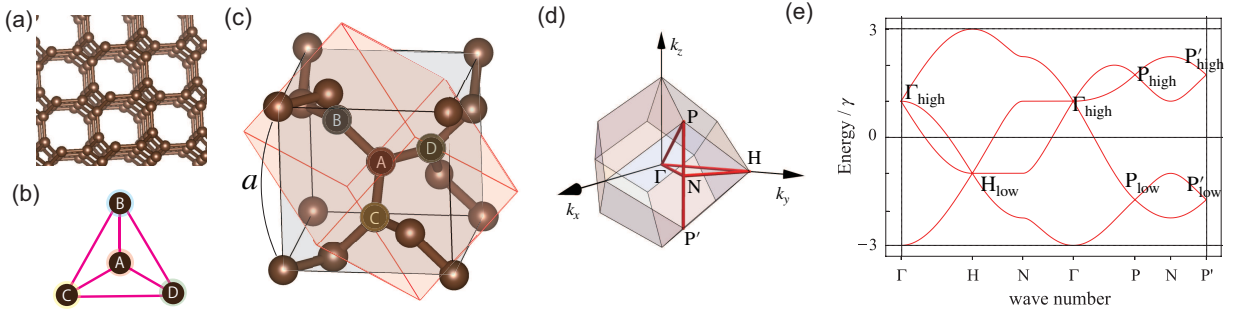 (a)
(b)
B
A
C
D
(c)
B
D
A
C
a
(d)
k_z
P
H
Γ
N
k_x
k_y
P′
(e)
Energy / γ
3
0
−3
Γ_high
H_low
Γ_high
P_high
P′_high
P_low
P′_low
Γ H N Γ P N P′
wave number